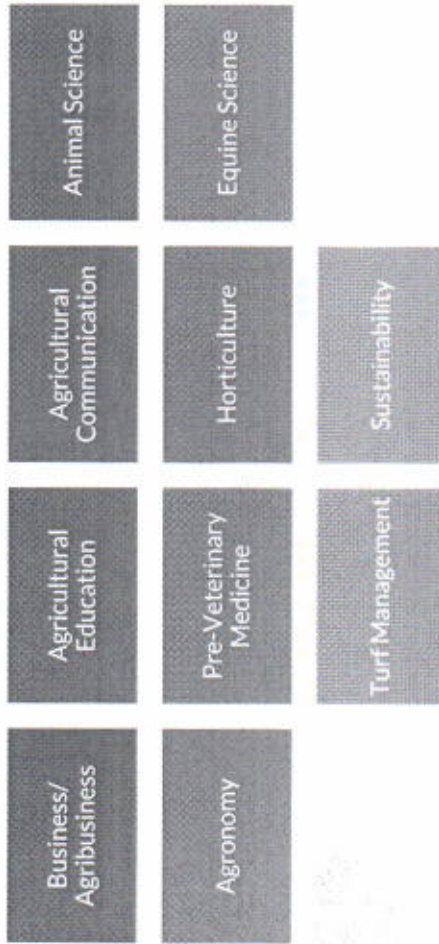 Business/
Agribusiness
Agricultural
Education
Agricultural
Communication
Animal Science
Agronomy
Pre-Veterinary
Medicine
Horticulture
Equine Science
Turf Management
Sustainability